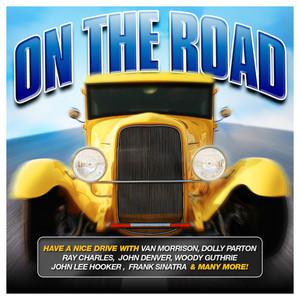 ON THE ROAD
HAVE A NICE DRIVE WITH VAN MORRISON, DOLLY PARTON
RAY CHARLES, JOHN DENVER, WOODY GUTHRIE
JOHN LEE HOOKER , FRANK SINATRA & MANY MORE!